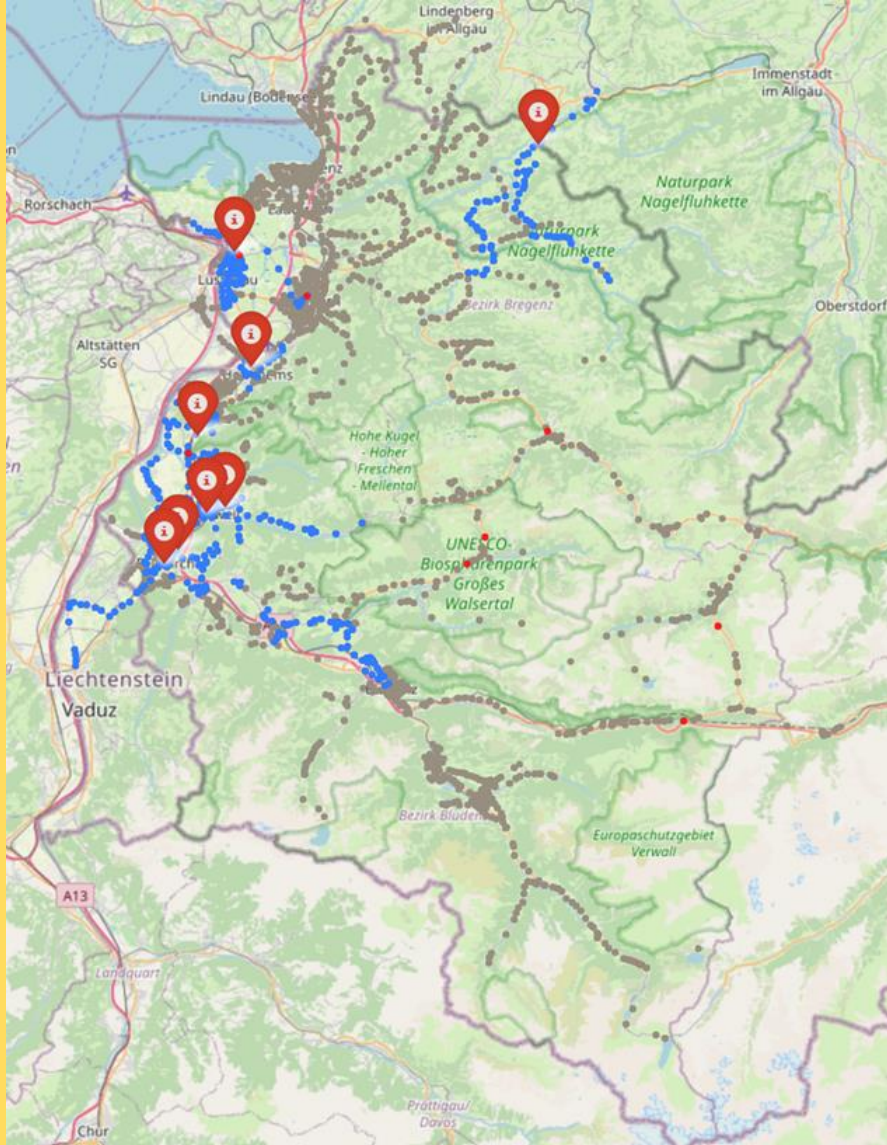 Lindenberg
im Allgäu
Immenstadt
im Allgäu
Lindau (Bodensee
Rorschach
Naturpark
Nagelfluhkette
Naturpark
Nagelfluhkette
Bezirk Bregenz
Oberstdorf
Altstätten
SG
Hohe Kugel
- Hoher
Freschen
- Mellental
UNESCO-
Biosphärenpark
Großes
Walsertal
Liechtenstein
Vaduz
Bezirk Bludenz
Europaschutzgebiet
Verwall
A13
Landquart
Prättigau/
Davos
Chur